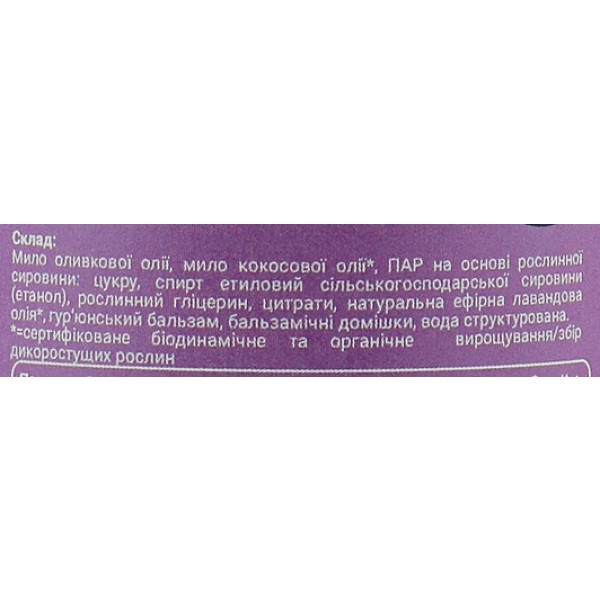 Склад:
Мило оливкової олії, мило кокосової олії*, ПАР на основі рослинної
сировини: цукру, спирт етиловий сільськогосподарської сировини
(етанол), рослинний гліцерин, цитрати, натуральна ефірна лавандова
олія*, гур'юнський бальзам, бальзамічні домішки, вода структурована.
*=сертифіковане біодинамічне та органічне вирощування/збір
дикоростущих рослин